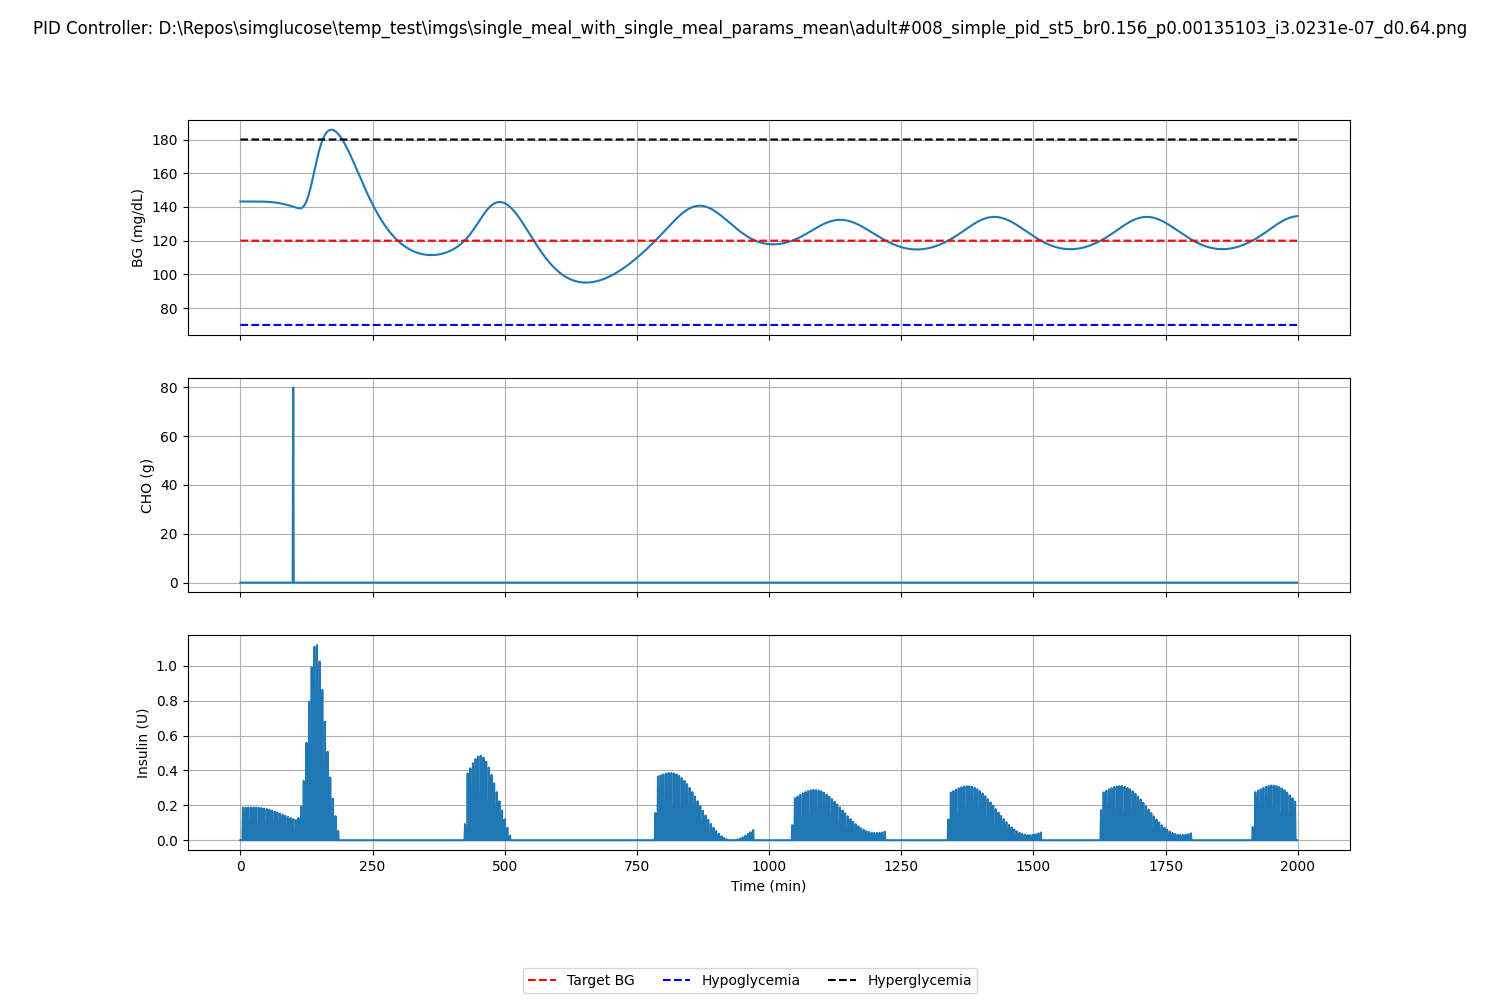 PID Controller: D:\Repos\simglucose\temp_test\imgs\single_meal_with_single_meal_params_mean\adult#008_simple_pid_st5_br0.156_p0.00135103_i3.0231e-07_d0.64.png
180
160
140
120
100
80
BG (mg/dL)
80
60
40
20
0
CHO (g)
1.0
0.8
0.6
0.4
0.2
0.0
Insulin (U)
0 250 500 750 1000 1250 1500 1750 2000
Time (min)
Target BG Hypoglycemia Hyperglycemia